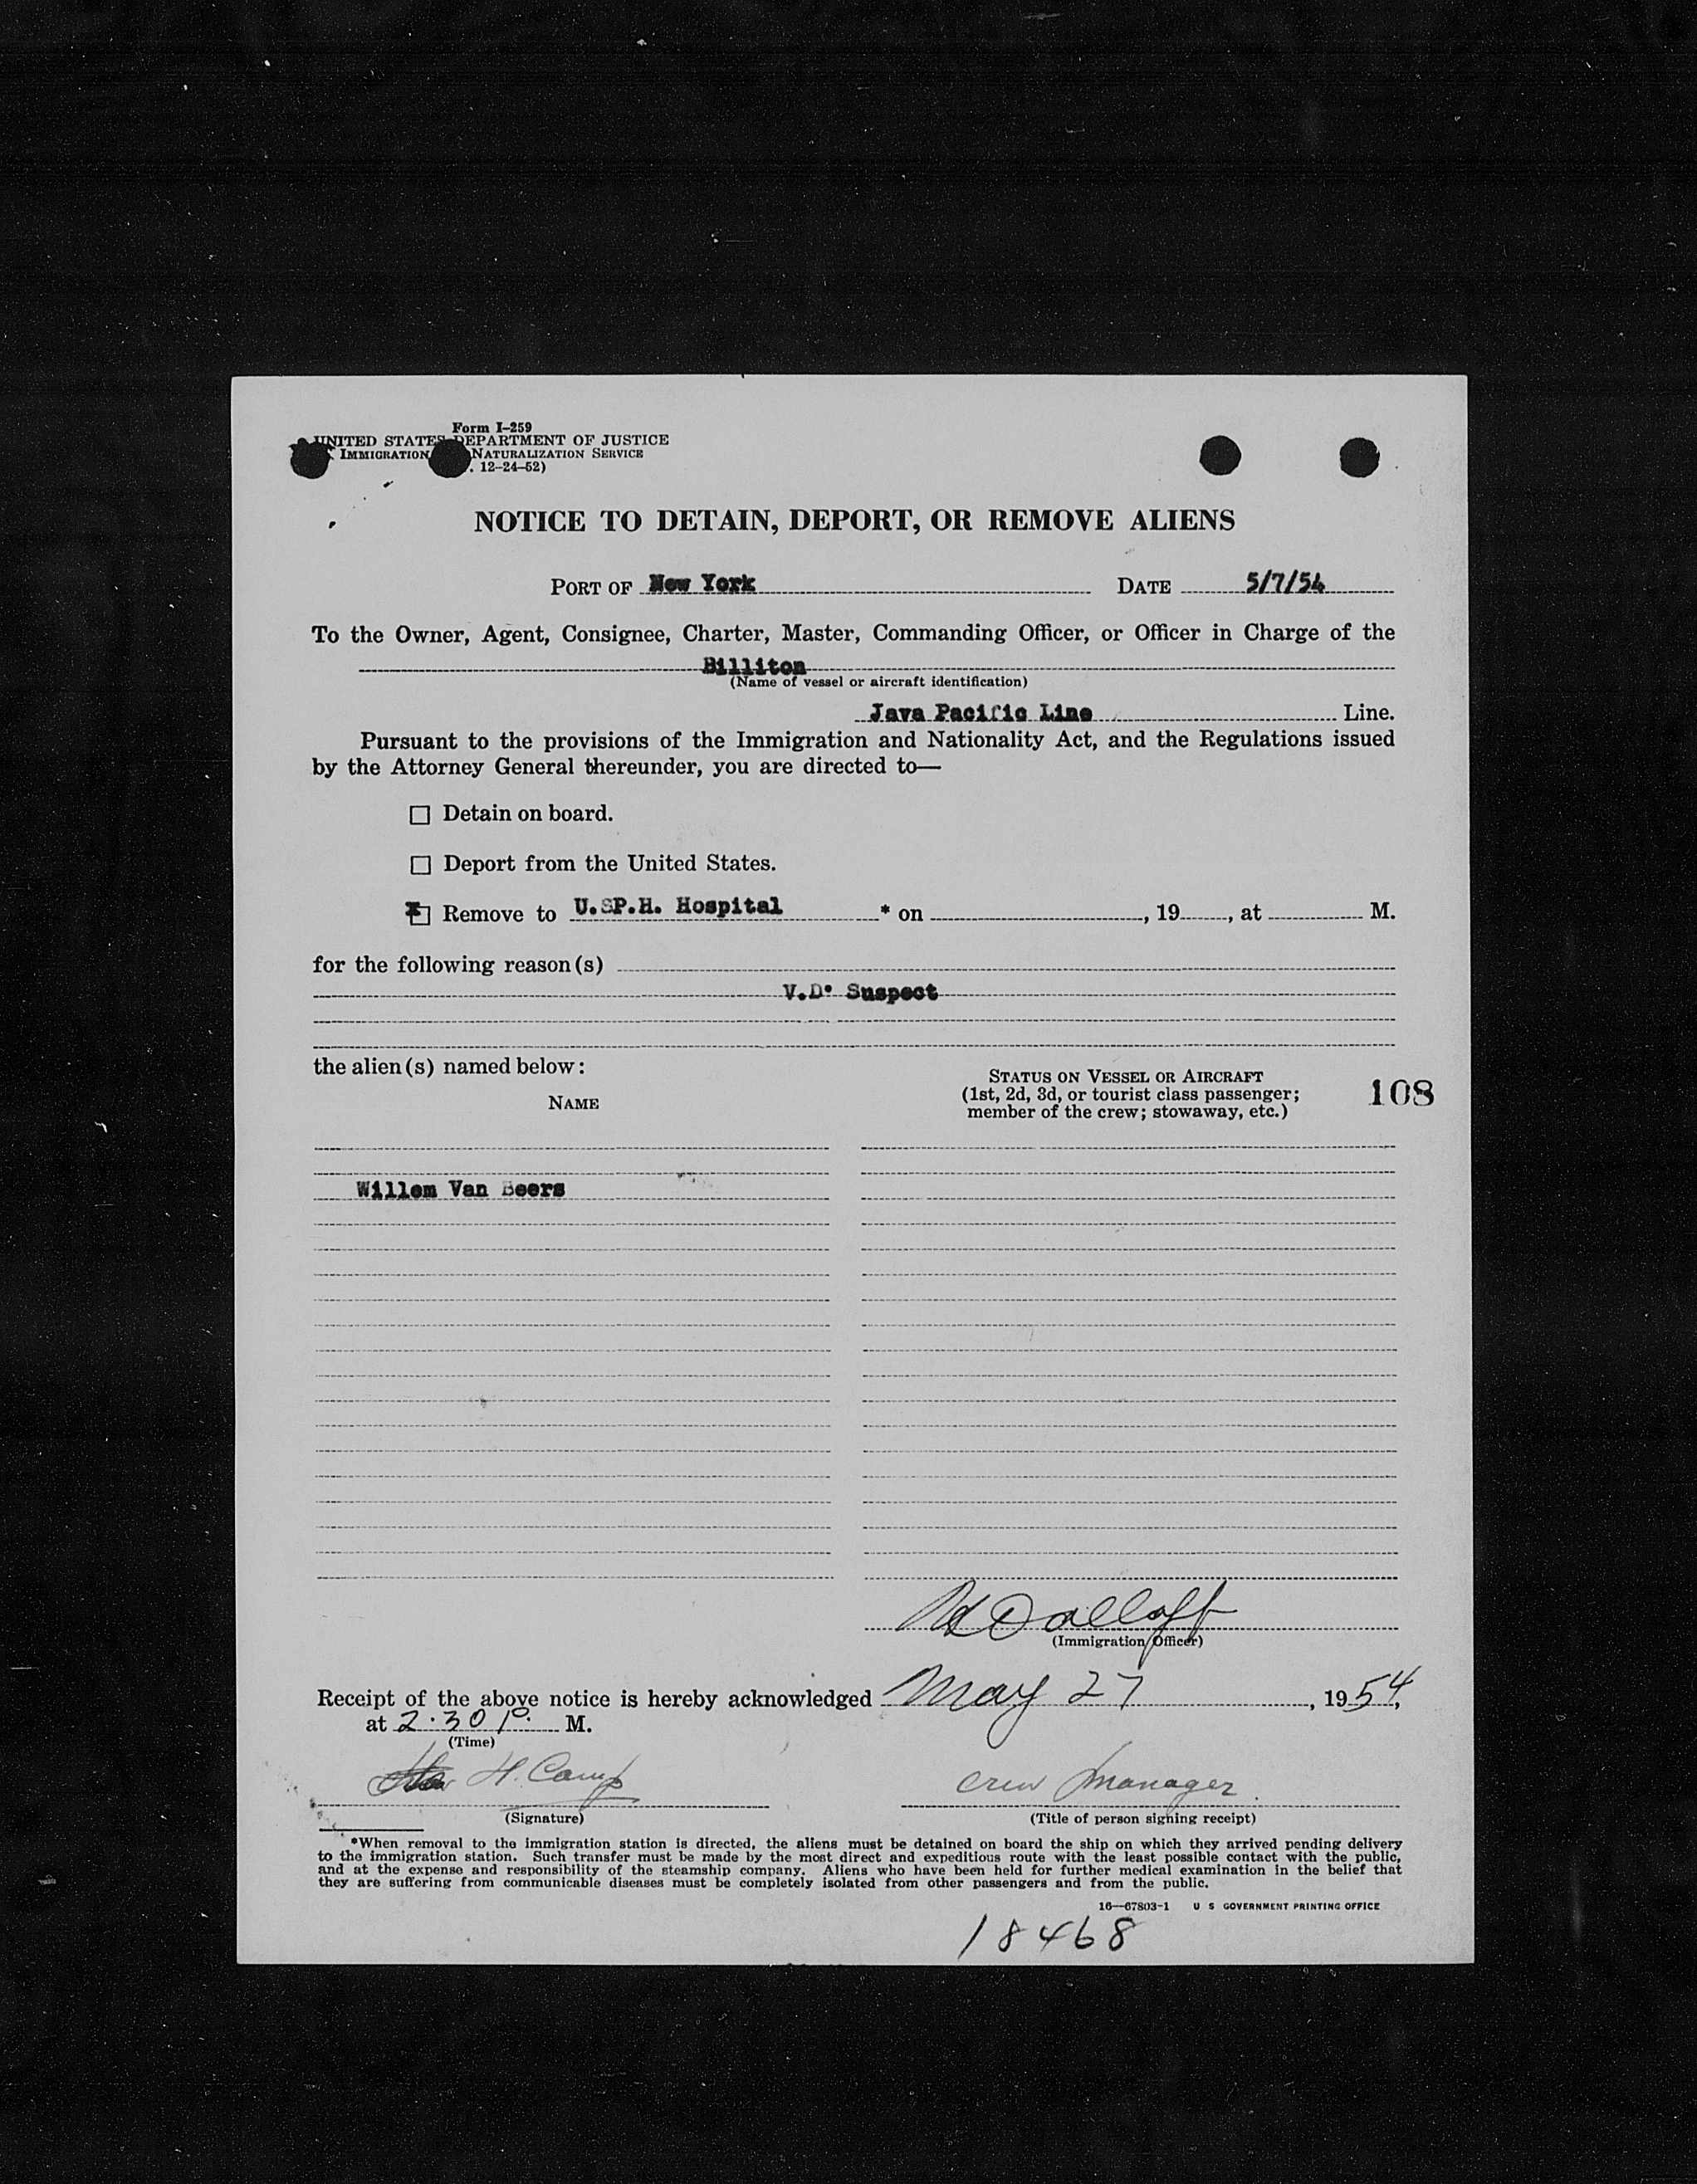 Form I-259
UNITED STATES DEPARTMENT OF JUSTICE
IMMIGRATION NATURALIZATION SERVICE
. 12-24-52)
NOTICE TO DETAIN, DEPORT, OR REMOVE ALIENS
PORT OF New York DATE 5/7/54
To the Owner, Agent, Consignee, Charter, Master, Commanding Officer, or Officer in Charge of the
Billiton
(Name of vessel or aircraft identification)
Java Pacific Line Line.
Pursuant to the provisions of the Immigration and Nationality Act, and the Regulations issued
by the Attorney General thereunder, you are directed to—
Detain on board.
Deport from the United States.
X Remove to U.SP.H. Hospital * on , 19 , at M.
for the following reason(s)
V.D. Suspect
the alien(s) named below:
STATUS ON VESSEL OR AIRCRAFT
(1st, 2d, 3d, or tourist class passenger;
member of the crew; stowaway, etc.)
108
NAME
Willem Van Beers
(Immigration Officer)
Receipt of the above notice is hereby acknowledged May 27, 1954,
at 2.30 P. M.
(Time)
H. Camp crew manager
(Signature) (Title of person signing receipt)
*When removal to the immigration station is directed, the aliens must be detained on board the ship on which they arrived pending delivery
to the immigration station. Such transfer must be made by the most direct and expeditious route with the least possible contact with the public,
and at the expense and responsibility of the steamship company. Aliens who have been held for further medical examination in the belief that
they are suffering from communicable diseases must be completely isolated from other passengers and from the public.
16—67803-1 U S GOVERNMENT PRINTING OFFICE
18468